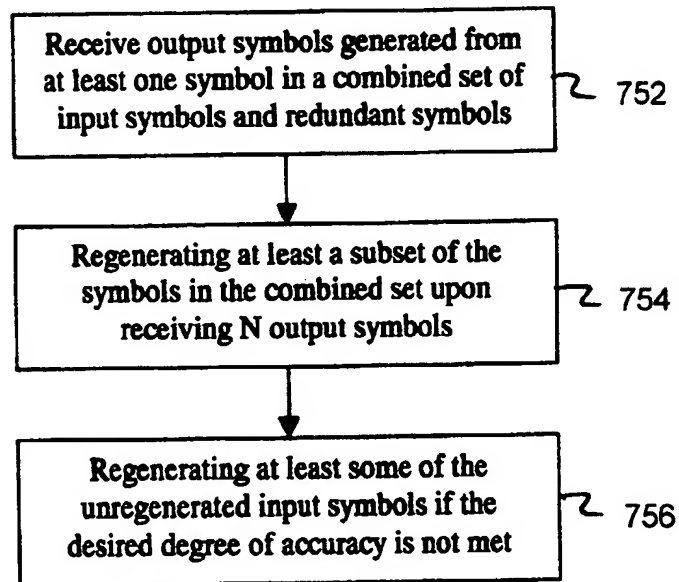 Receive output symbols generated from
at least one symbol in a combined set of
input symbols and redundant symbols
752
Regenerating at least a subset of the
symbols in the combined set upon
receiving N output symbols
754
Regenerating at least some of the
unregenerated input symbols if the
desired degree of accuracy is not met
756